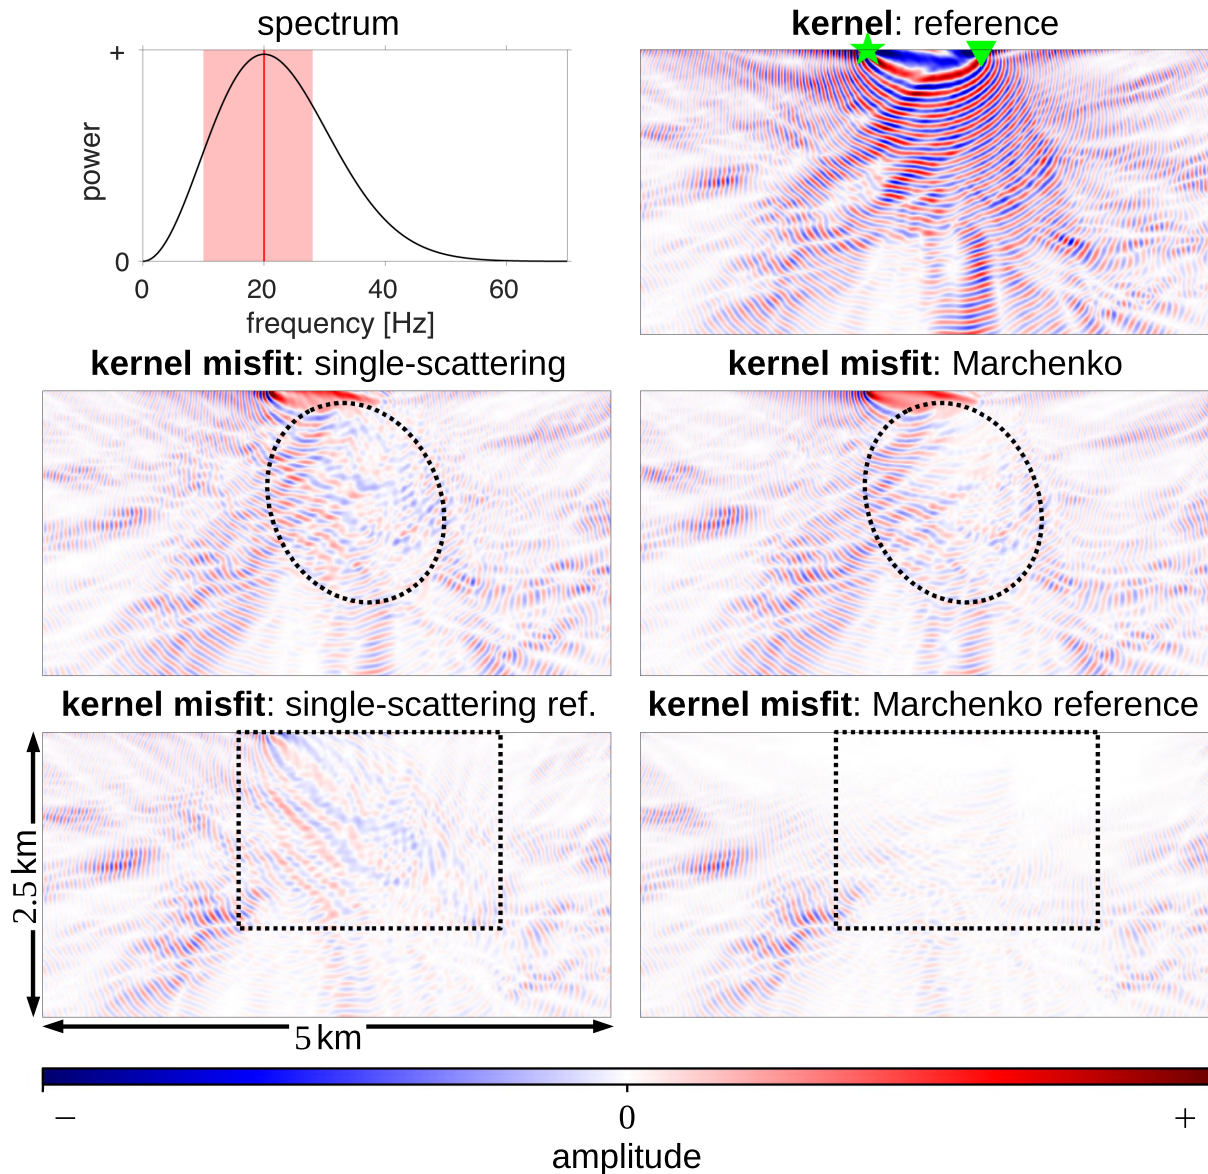 spectrum
+
power
0
0 20 40 60
frequency [Hz]
kernel: reference
kernel misfit: single-scattering
kernel misfit: Marchenko
kernel misfit: single-scattering ref.
kernel misfit: Marchenko reference
2.5 km
5 km
− 0 +
amplitude